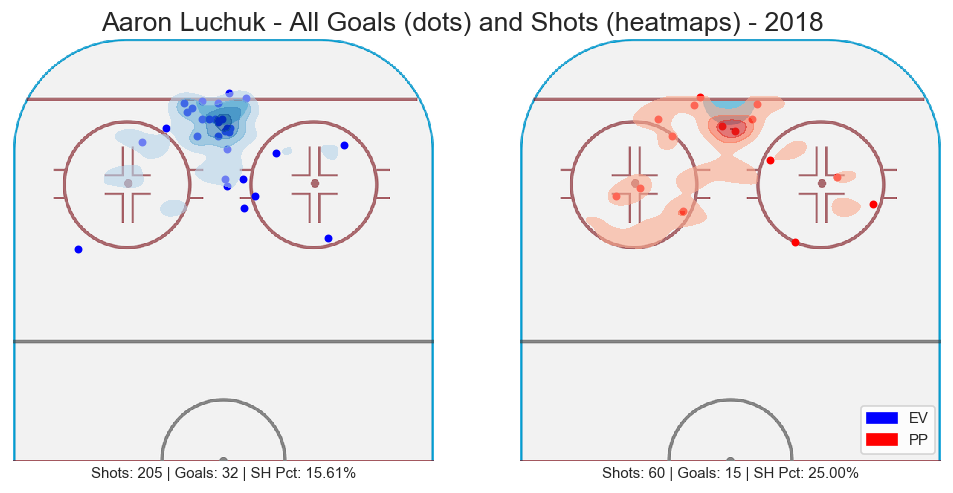 Aaron Luchuk - All Goals (dots) and Shots (heatmaps) - 2018
EV
PP
Shots: 205 | Goals: 32 | SH Pct: 15.61%
Shots: 60 | Goals: 15 | SH Pct: 25.00%